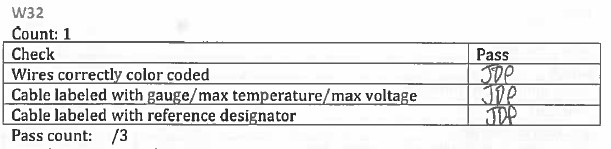 W32
Count: 1
Check Pass
Wires correctly color coded JDP
Cable labeled with gauge/max temperature/max voltage JDP
Cable labeled with reference designator JDP
Pass count: /3